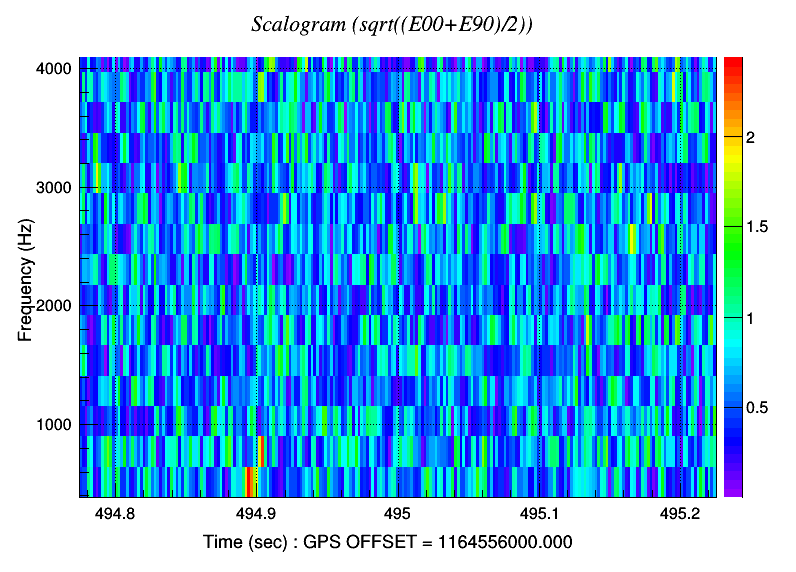 Scalogram (sqrt((E00+E90)/2))
4000
3000
2000
1000
Frequency (Hz)
2
1.5
1
0.5
494.8 494.9 495 495.1 495.2
Time (sec) : GPS OFFSET = 1164556000.000